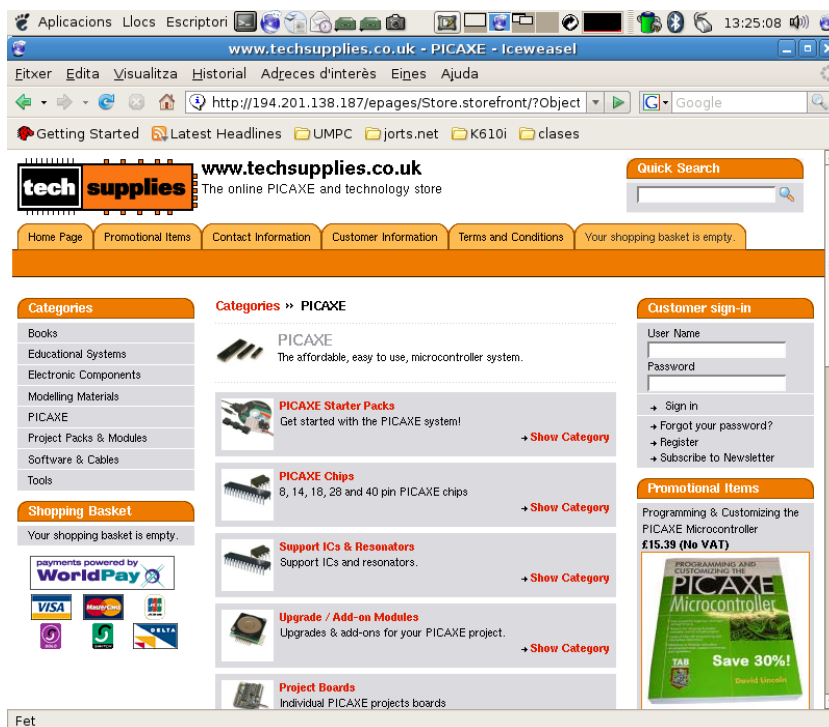 Aplicacions Llocs Escriptori
13:25:08
www.techsupplies.co.uk - PICAXE - Iceweasel
Fitxer Edita Visualitza Historial Adreces d'interès Eines Ajuda
http://194.201.138.187/epages/Store.storefront/?Object
G Google
Getting Started Latest Headlines UMPC jorts.net K610i clases
tech supplies
www.techsupplies.co.uk
The online PICAXE and technology store
Quick Search
Home Page Promotional Items Contact Information Customer Information Terms and Conditions Your shopping basket is empty.
Categories
Books
Educational Systems
Electronic Components
Modelling Materials
PICAXE
Project Packs & Modules
Software & Cables
Tools
Shopping Basket
Your shopping basket is empty.
payments powered by
WorldPay
VISA MasterCard JCB
SOLO SWITCH DELTA
Categories » PICAXE
PICAXE
The affordable, easy to use, microcontroller system.
PICAXE Starter Packs
Get started with the PICAXE system!
Show Category
PICAXE Chips
8, 14, 18, 28 and 40 pin PICAXE chips
Show Category
Support ICs & Resonators
Support ICs and resonators.
Show Category
Upgrade / Add-on Modules
Upgrades & add-ons for your PICAXE project.
Show Category
Project Boards
Individual PICAXE projects boards
Customer sign-in
User Name
Password
Sign in
Forgot your password?
Register
Subscribe to Newsletter
Promotional Items
Programming & Customizing the
PICAXE Microcontroller
£15.39 (No VAT)
PROGRAMMING AND
CUSTOMIZING THE
PICAXE
Microcontroller
TAB
Save 30%!
David Lincoln
Fet